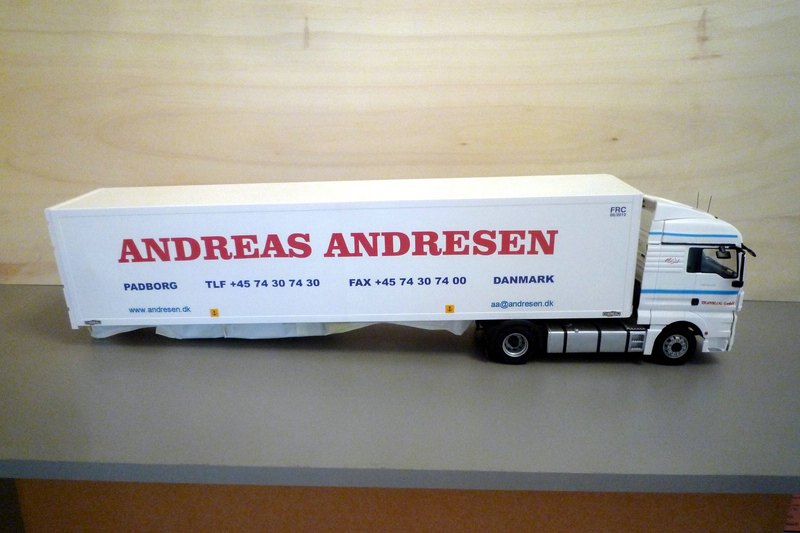 FRC
ANDREAS ANDRESEN
PADBORG TLF +45 74 30 74 30 FAX +45 74 30 74 00 DANMARK
www.andresen.dk
aa@andresen.dk